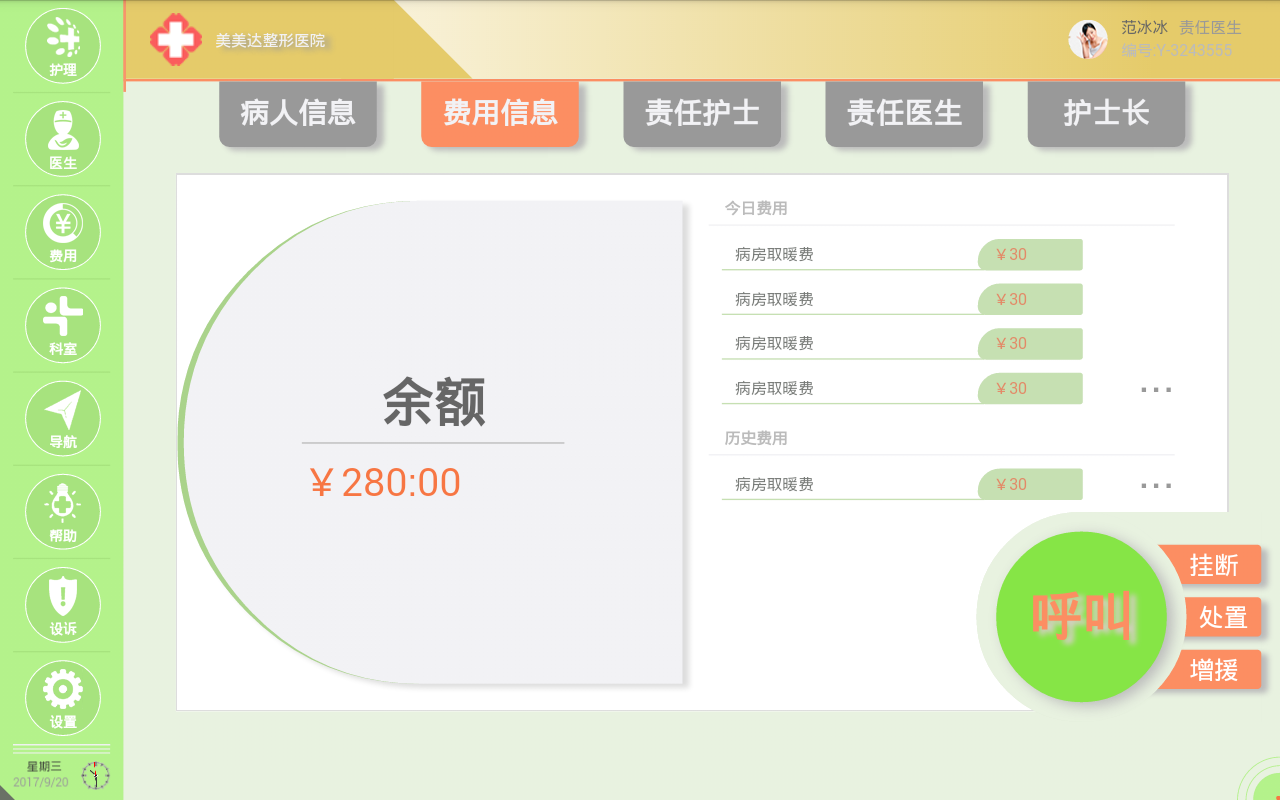 美美达整形医院
范冰冰 责任医生
编号:Y-3243555
护理
医生
费用
科室
导航
帮助
设诉
设置
星期三
2017/9/20
病人信息
费用信息
责任护士
责任医生
护士长
余额
￥280:00
今日费用
病房取暖费 ￥30
病房取暖费 ￥30
病房取暖费 ￥30
病房取暖费 ￥30
...
历史费用
病房取暖费 ￥30
...
呼叫
挂断
处置
增援